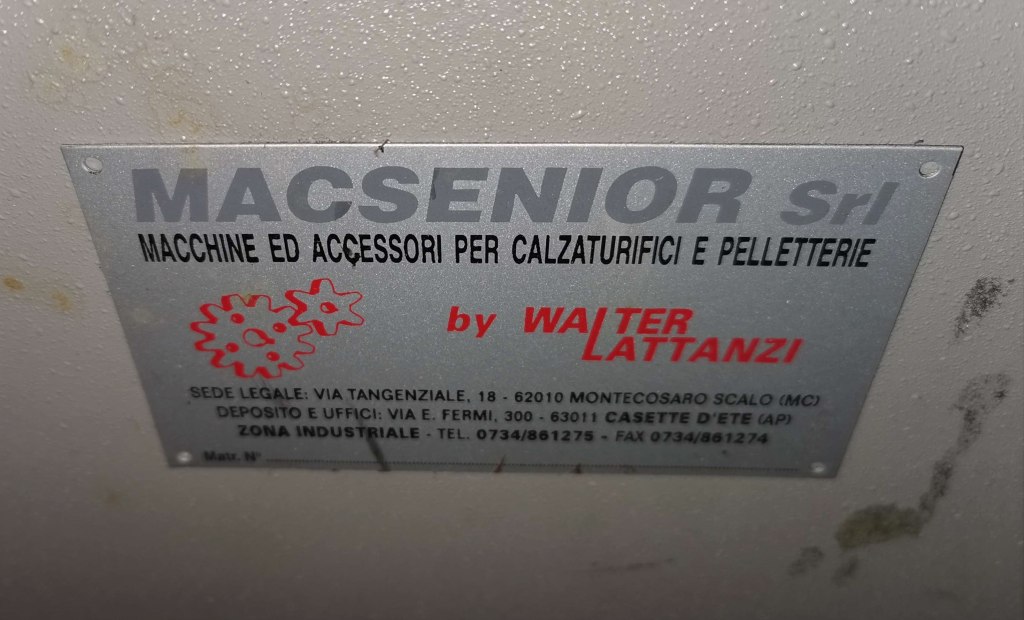 MACSENIOR Srl
MACCHINE ED ACCESSORI PER CALZATURIFICI E PELLETTERIE
by WALTER
LATTANZI
SEDE LEGALE: VIA TANGENZIALE, 18 - 62010 MONTECOSARO SCALO (MC)
DEPOSITO E UFFICI: VIA E. FERMI, 300 - 63011 CASETTE D'ETE (AP)
ZONA INDUSTRIALE - TEL. 0734/861275 - FAX 0734/861274
Matr. N°